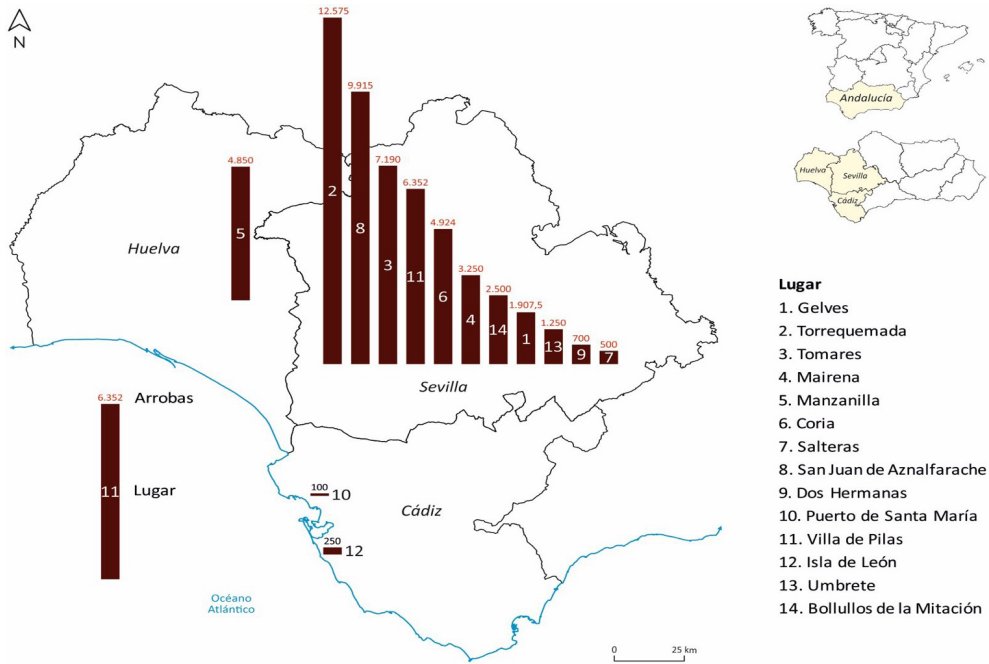 N
12.575
9.915
7.190
6.352
4.924
3.250
2.500
1.907,5
1.250
700
500
2
8
3
11
6
4
14
1
13
9
7
4.850
5
Huelva
Sevilla
Cádiz
6.352
Arrobas
11
Lugar
100
10
250
12
Océano
Atlántico
0 25 km
Andalucía
Huelva
Sevilla
Cádiz
Lugar
1. Gelves
2. Torrequemada
3. Tomares
4. Mairena
5. Manzanilla
6. Coria
7. Salteras
8. San Juan de Aznalfarache
9. Dos Hermanas
10. Puerto de Santa María
11. Villa de Pilas
12. Isla de León
13. Umbrete
14. Bollullos de la Mitación